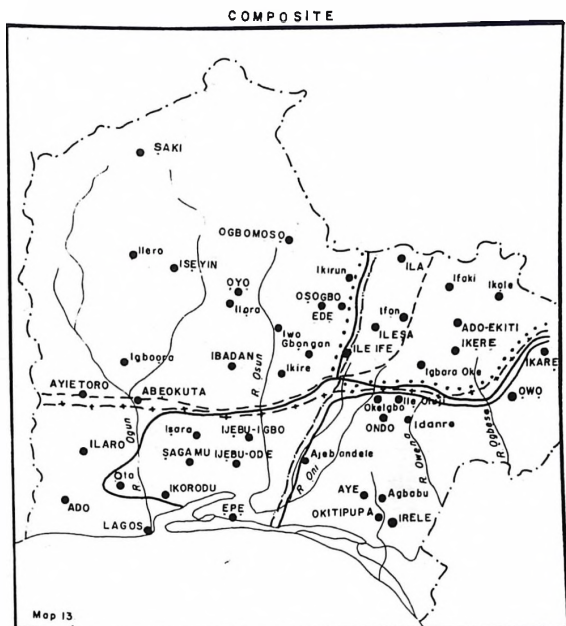 COMPOSITE
SAKI
OGBOMOSO
Ilero
ISEYIN
ILA
Ikirun
Ifaki
Ikole
OYO
Ilora
OSOGBO
EDE
Ifon
Iwo
Gbongan
ILESA
ADO-EKITI
IKERE
Igboora
IBADAN
Ikire
R. Osun
ILE IFE
Igbara Oke
IKARE
AYIETORO
ABEOKUTA
OkeIgbo
Ile Oluji
OWO
Isara
IJEBU-IGBO
ONDO
Idanre
R. Ogbese
R. Ogun
ILARO
SAGAMU
IJEBU-ODE
Ajebandele
R. Oni
R. Owena
Ota
IKORODU
AYE
Agbabu
ADO
EPE
OKITIPUPA
IRELE
LAGOS
Map 13